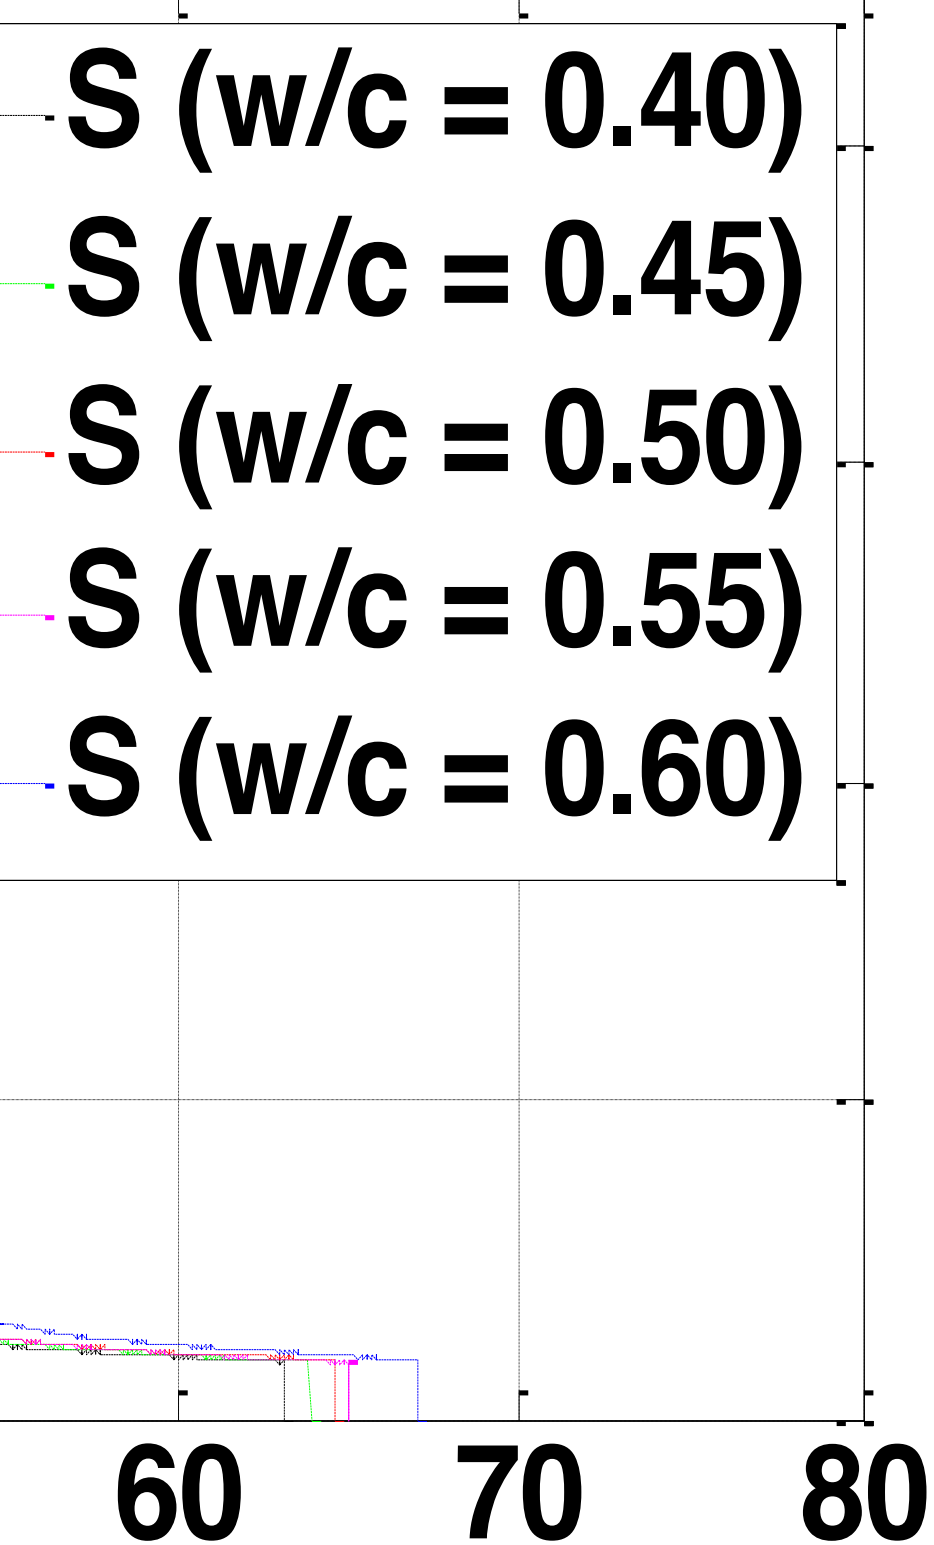 S (w/c = 0.40)
S (w/c = 0.45)
S (w/c = 0.50)
S (w/c = 0.55)
S (w/c = 0.60)
60 70 80